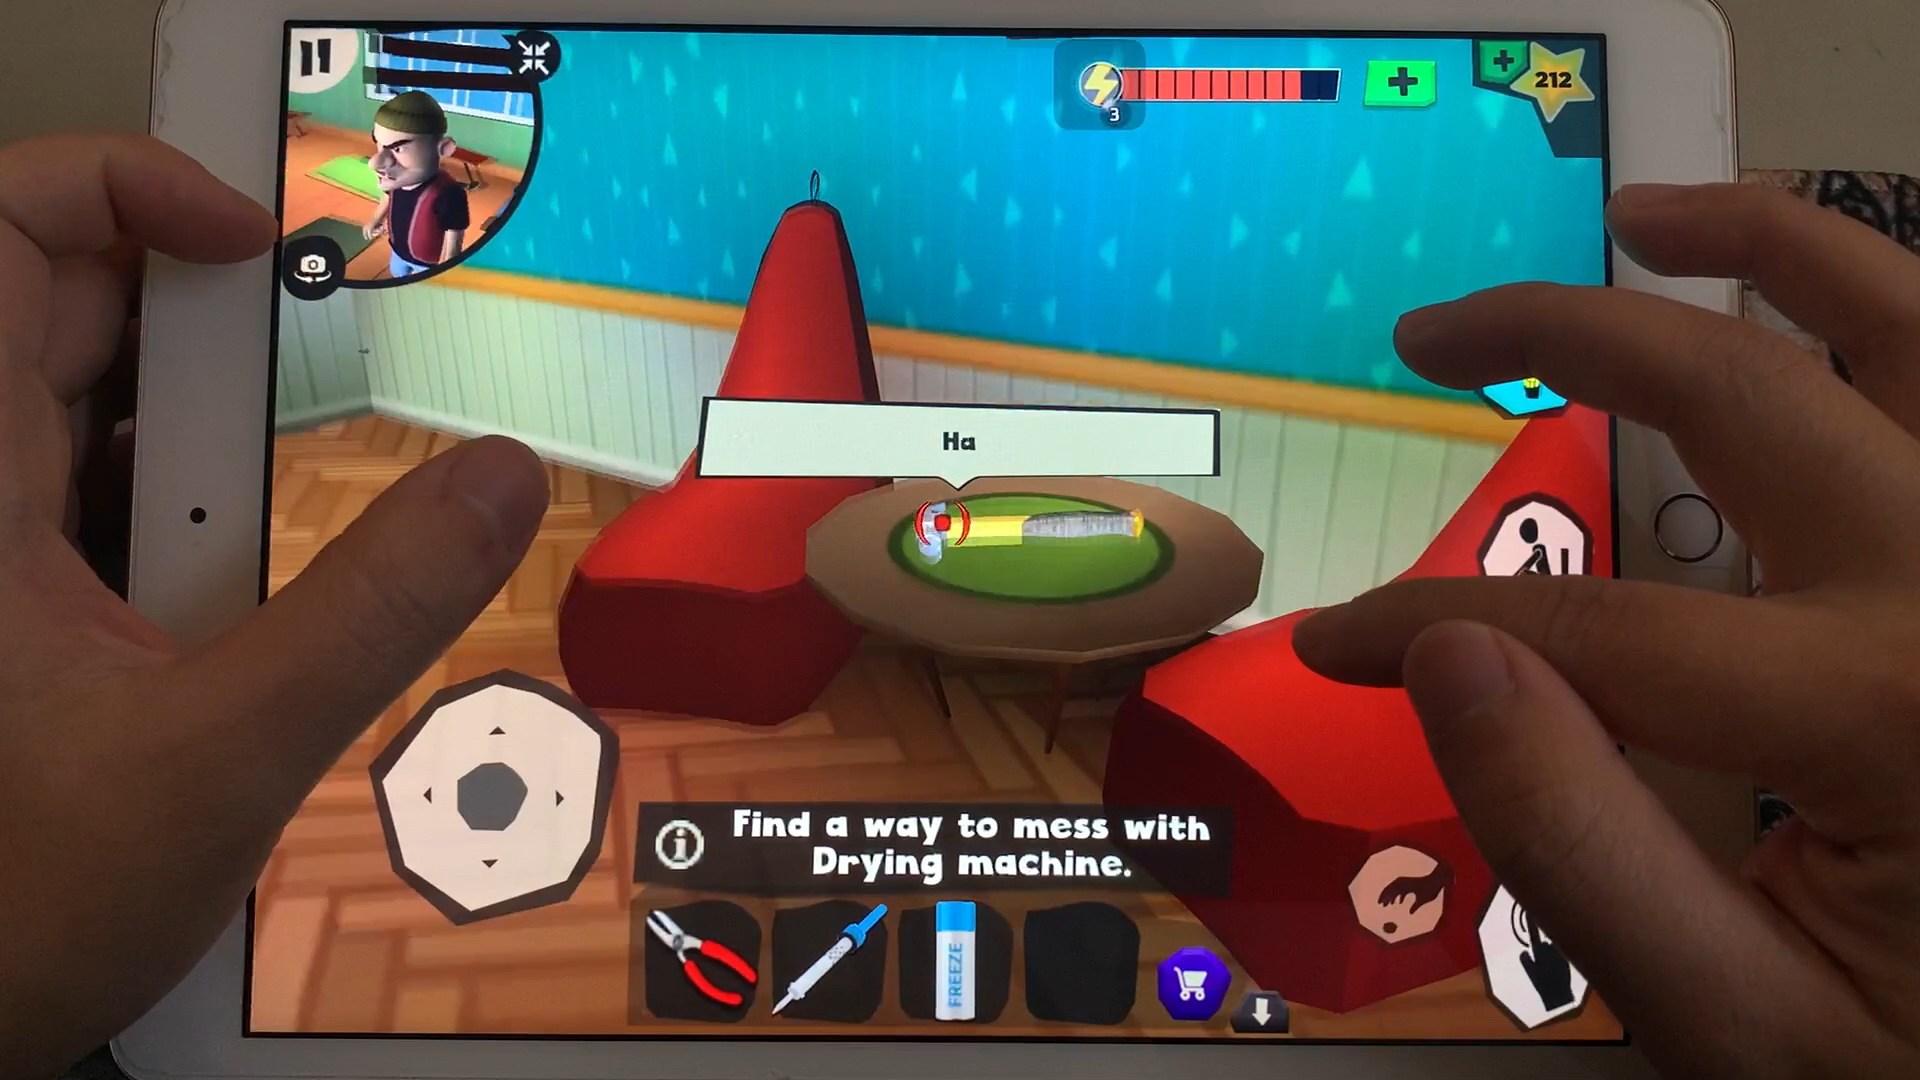 212
3
Ha
Find a way to mess with
Drying machine.
FREEZE